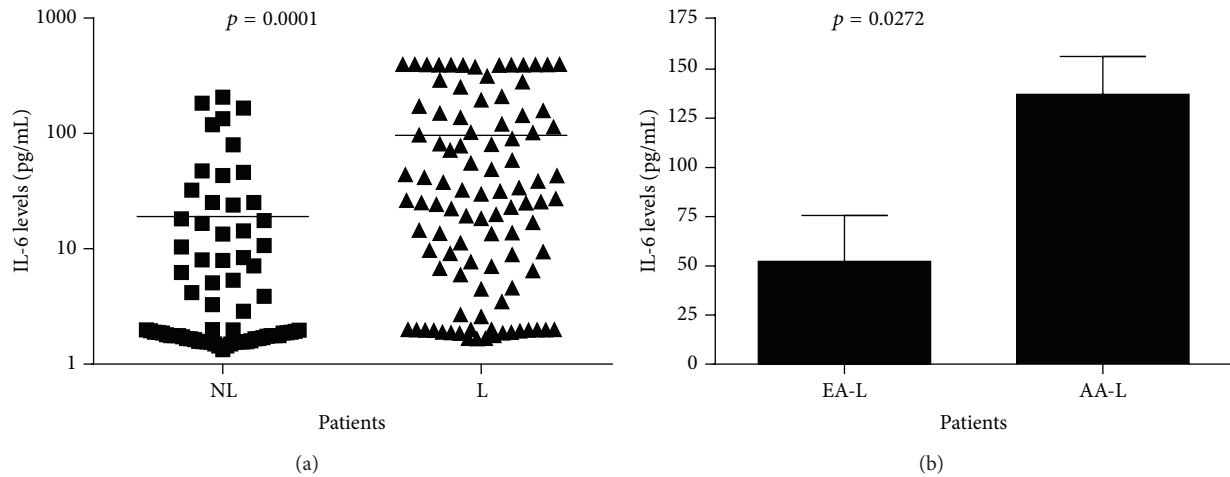 p = 0.0001
1000
100
10
1
IL-6 levels (pg/mL)
NL
L
Patients
(a)
p = 0.0272
175
150
125
100
75
50
25
0
IL-6 levels (pg/mL)
EA-L
AA-L
Patients
(b)